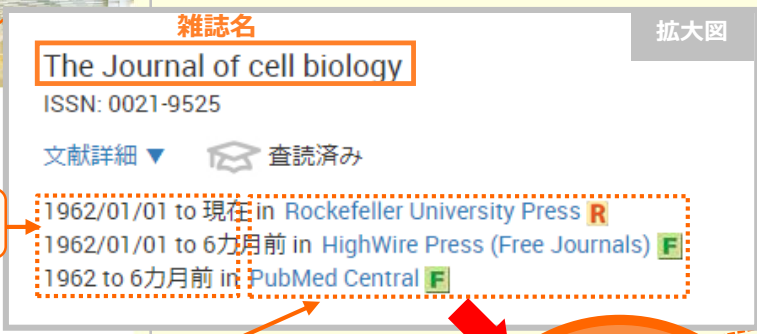 雑誌名
拡大図
The Journal of cell biology
ISSN: 0021-9525
文献詳細 ▼ 査読済み
1962/01/01 to 現在 in Rockefeller University Press R
1962/01/01 to 6カ月前 in HighWire Press (Free Journals) F
1962 to 6カ月前 in PubMed Central F